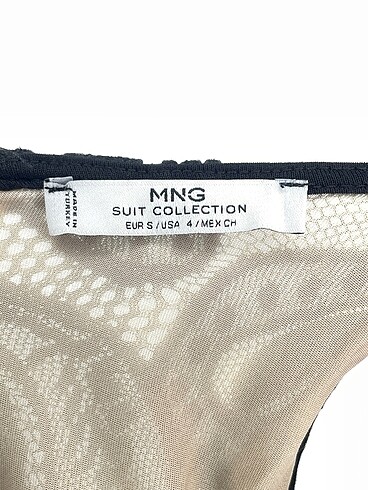 MNG
SUIT COLLECTION
EUR S / USA 4 / MEX CH
MADE IN
TURKEY